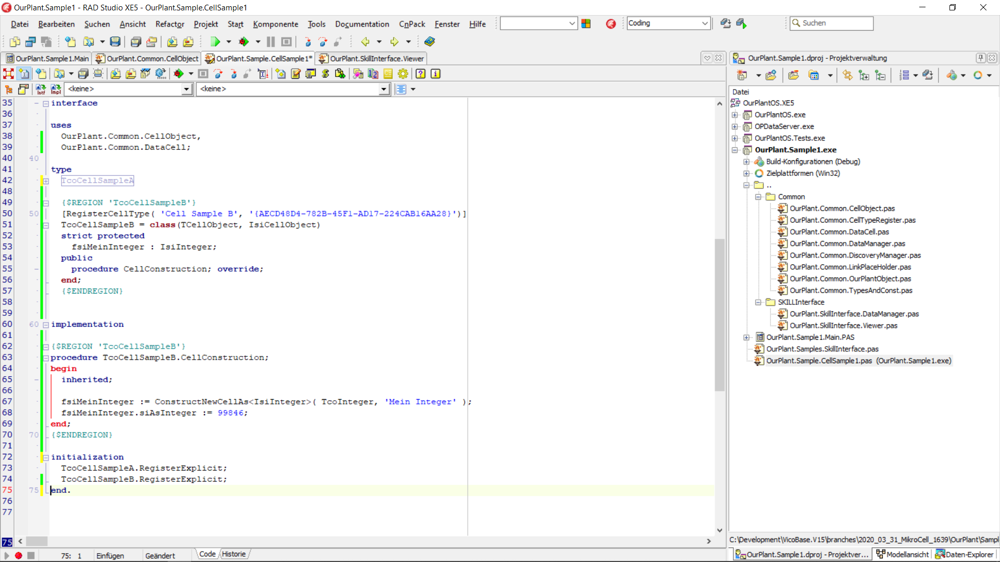 OurPlant.Sample1 - RAD Studio XE5 - OurPlant.Sample.CellSample1
Datei Bearbeiten Suchen Ansicht Refactor Projekt Start Komponente Tools Documentation CnPack Fenster Hilfe Coding Suchen
OurPlant.Sample1.Main OurPlant.Common.CellObject OurPlant.Sample.CellSample1* OurPlant.SkillInterface.Viewer
Intf Impl <keine> <keine>
35 interface
36
37 uses
38 OurPlant.Common.CellObject,
39 OurPlant.Common.DataCell;
40 40
41 type
42 TcoCellSampleA
48
49 {$REGION 'TcoCellSampleB'}
50 50 [RegisterCellType( 'Cell Sample B', '{AECD48D4-782B-45F1-AD17-224CAB16AA28}')]
51 TcoCellSampleB = class(TCellObject, IsiCellObject)
52 strict protected
53 fsiMeinInteger : IsiInteger;
54 public
55 procedure CellConstruction; override;
56 end;
57 {$ENDREGION}
58
59
60 60 implementation
61
62 {$REGION 'TcoCellSampleB'}
63 procedure TcoCellSampleB.CellConstruction;
64 begin
65 inherited;
66
67 fsiMeinInteger := ConstructNewCellAs<IsiInteger>( TcoInteger, 'Mein Integer' );
68 fsiMeinInteger.siAsInteger := 99846;
69 end;
70 70 {$ENDREGION}
71
72 initialization
73 TcoCellSampleA.RegisterExplicit;
74 TcoCellSampleB.RegisterExplicit;
75 75 end.
76
77
75
75: 1 Einfügen Geändert Code Historie
OurPlant.Sample1.dproj - Projektverwaltung
Datei
OurPlantOS.XE5
OurPlantOS.exe
OPDataServer.exe
OurPlantOS.Tests.exe
OurPlant.Sample1.exe
Build-Konfigurationen (Debug)
Zielplattformen (Win32)
..
Common
OurPlant.Common.CellObject.pas
OurPlant.Common.CellTypeRegister.pas
OurPlant.Common.DataCell.pas
OurPlant.Common.DataManager.pas
OurPlant.Common.DiscoveryManager.pas
OurPlant.Common.LinkPlaceHolder.pas
OurPlant.Common.OurPlantObject.pas
OurPlant.Common.TypesAndConst.pas
SKILLInterface
OurPlant.SkillInterface.DataManager.pas
OurPlant.SkillInterface.Viewer.pas
OurPlant.Sample1.Main.PAS
OurPlant.Samples.SkillInterface.pas
OurPlant.Sample.CellSample1.pas (OurPlant.Sample1.exe)
C:\Development\VicoBase.V15\branches\2020_03_31_MikroCell_1639\OurPlant\Sampl
OurPlant.Sample1.dproj - Projektver... Modellansicht Daten-Explorer